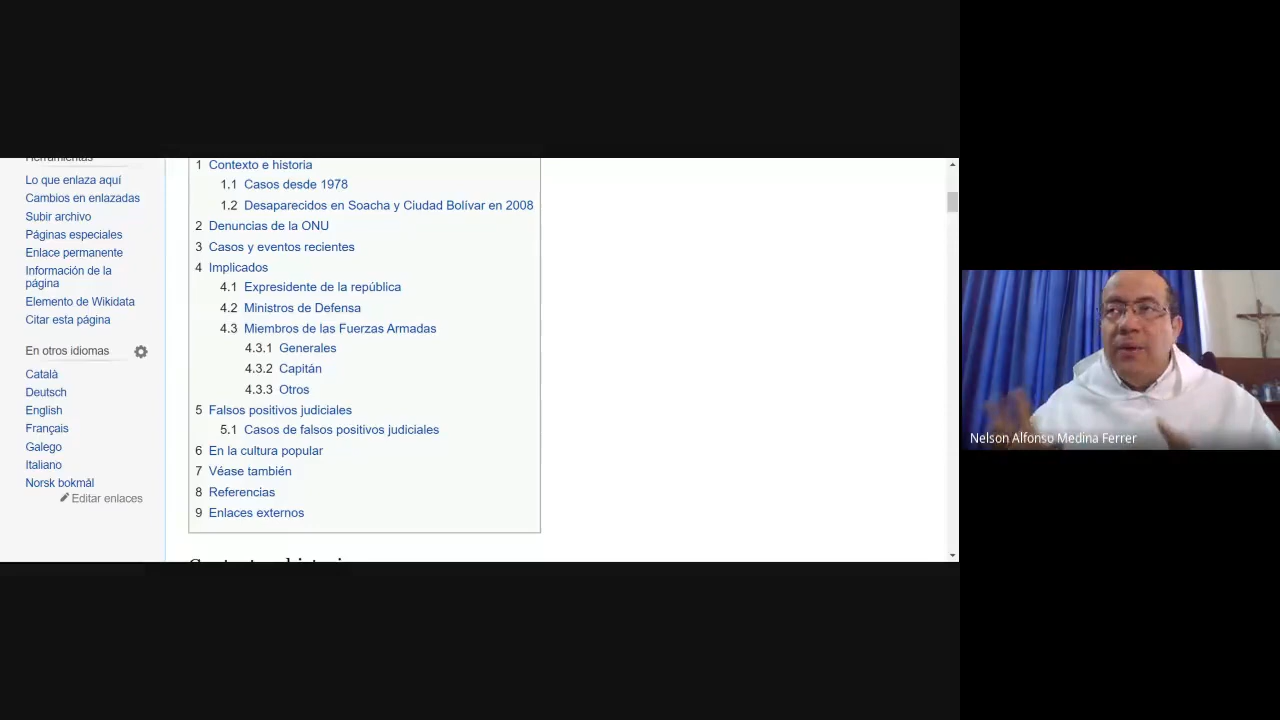 Herramientas
Lo que enlaza aquí
Cambios en enlazadas
Subir archivo
Páginas especiales
Enlace permanente
Información de la
página
Elemento de Wikidata
Citar esta página
En otros idiomas
Català
Deutsch
English
Français
Galego
Italiano
Norsk bokmål
Editar enlaces
1 Contexto e historia
1.1 Casos desde 1978
1.2 Desaparecidos en Soacha y Ciudad Bolívar en 2008
2 Denuncias de la ONU
3 Casos y eventos recientes
4 Implicados
4.1 Expresidente de la república
4.2 Ministros de Defensa
4.3 Miembros de las Fuerzas Armadas
4.3.1 Generales
4.3.2 Capitán
4.3.3 Otros
5 Falsos positivos judiciales
5.1 Casos de falsos positivos judiciales
6 En la cultura popular
7 Véase también
8 Referencias
9 Enlaces externos
Nelson Alfonso Medina Ferrer